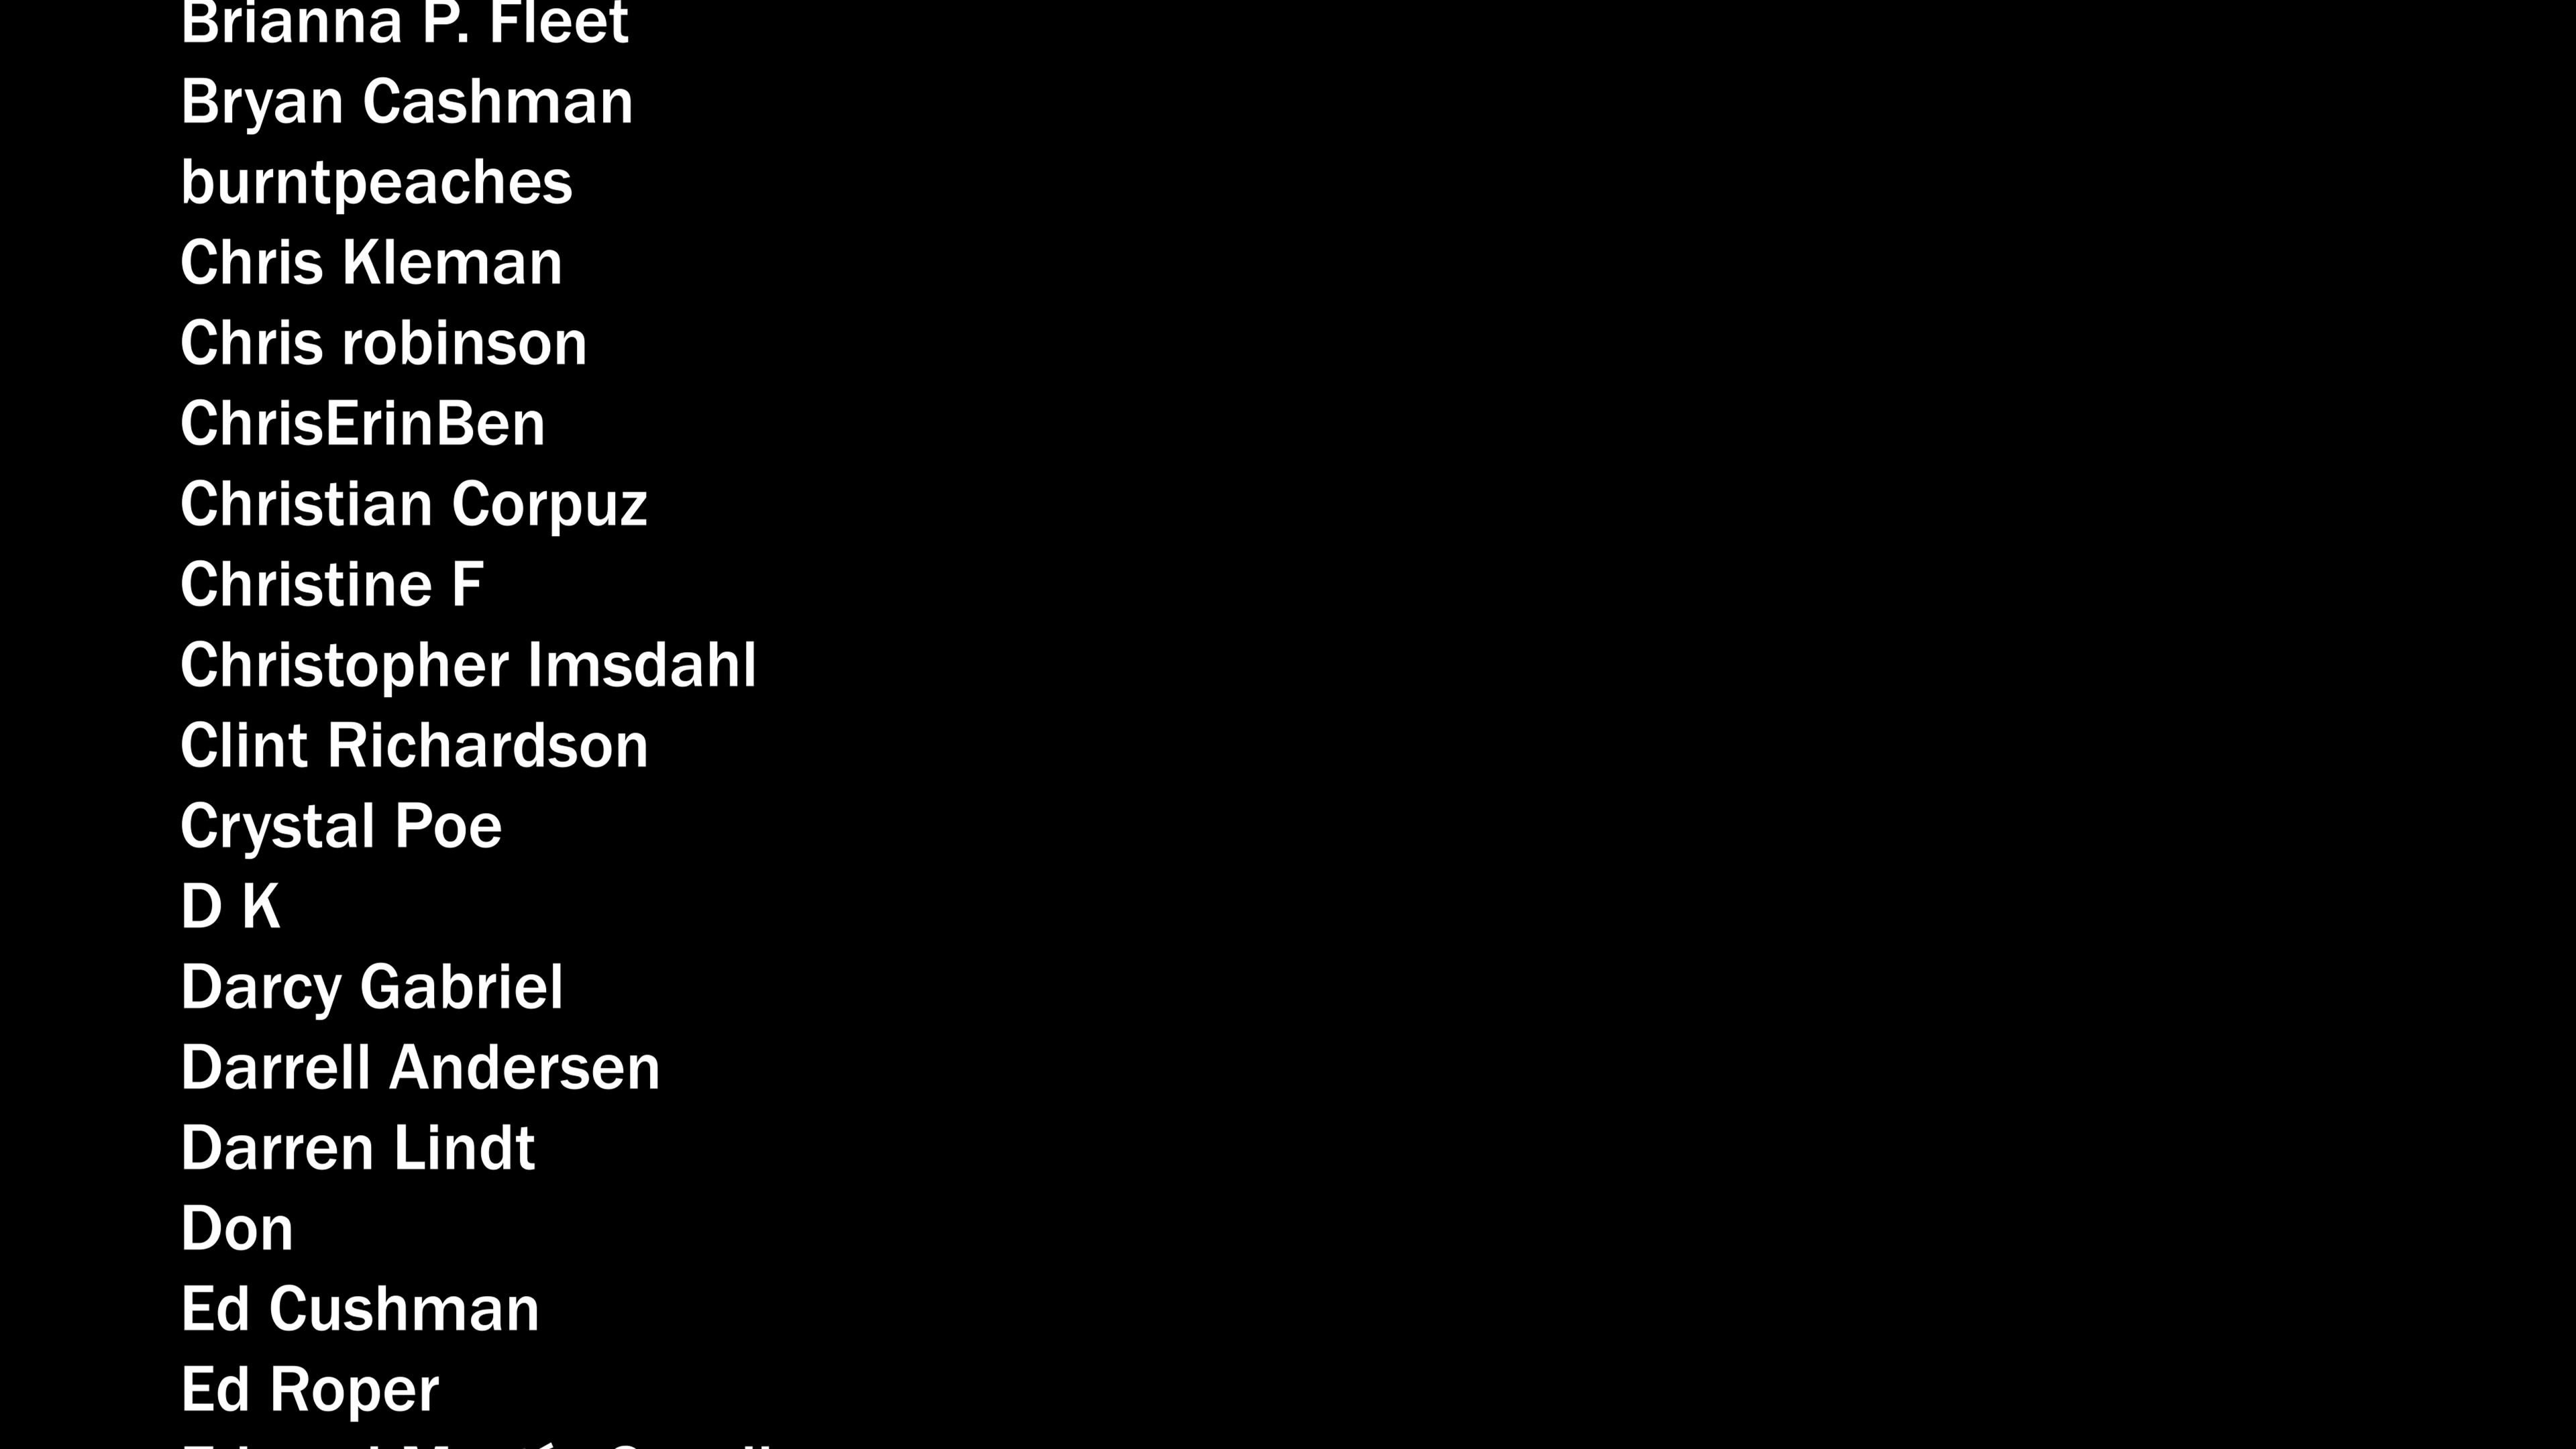 Brianna P. Fleet
Bryan Cashman
burntpeaches
Chris Kleman
Chris robinson
ChrisErinBen
Christian Corpuz
Christine F
Christopher Imsdahl
Clint Richardson
Crystal Poe
D K
Darcy Gabriel
Darrell Andersen
Darren Lindt
Don
Ed Cushman
Ed Roper